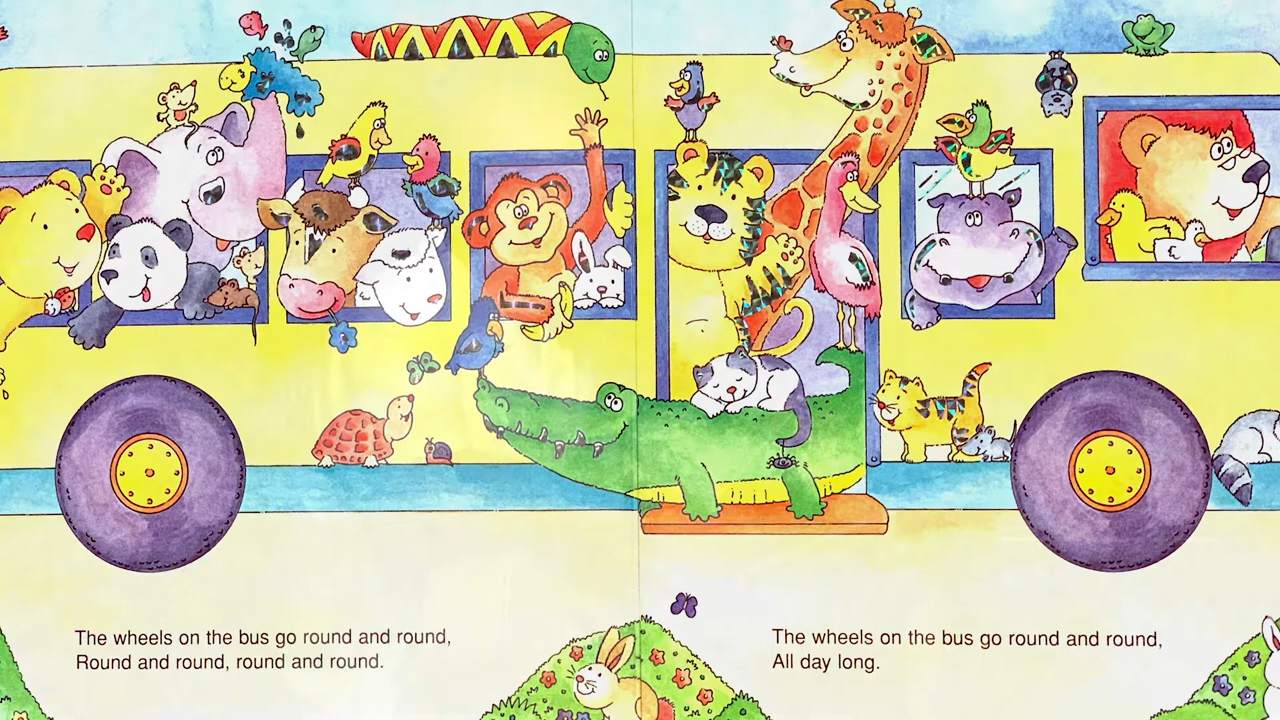 The wheels on the bus go round and round,
Round and round, round and round.
The wheels on the bus go round and round,
All day long.